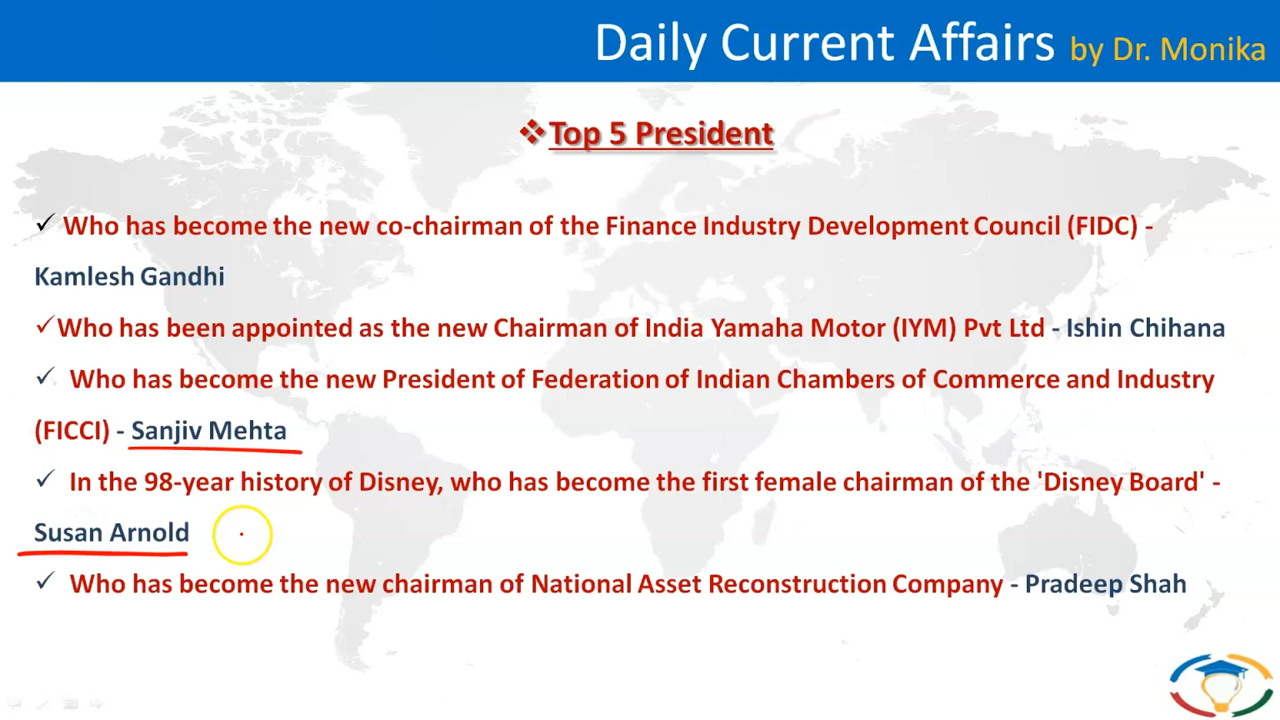 Daily Current Affairs by Dr. Monika
Top 5 President
Who has become the new co-chairman of the Finance Industry Development Council (FIDC) -
Kamlesh Gandhi
Who has been appointed as the new Chairman of India Yamaha Motor (IYM) Pvt Ltd - Ishin Chihana
Who has become the new President of Federation of Indian Chambers of Commerce and Industry
(FICCI) - Sanjiv Mehta
In the 98-year history of Disney, who has become the first female chairman of the 'Disney Board' -
Susan Arnold
Who has become the new chairman of National Asset Reconstruction Company - Pradeep Shah